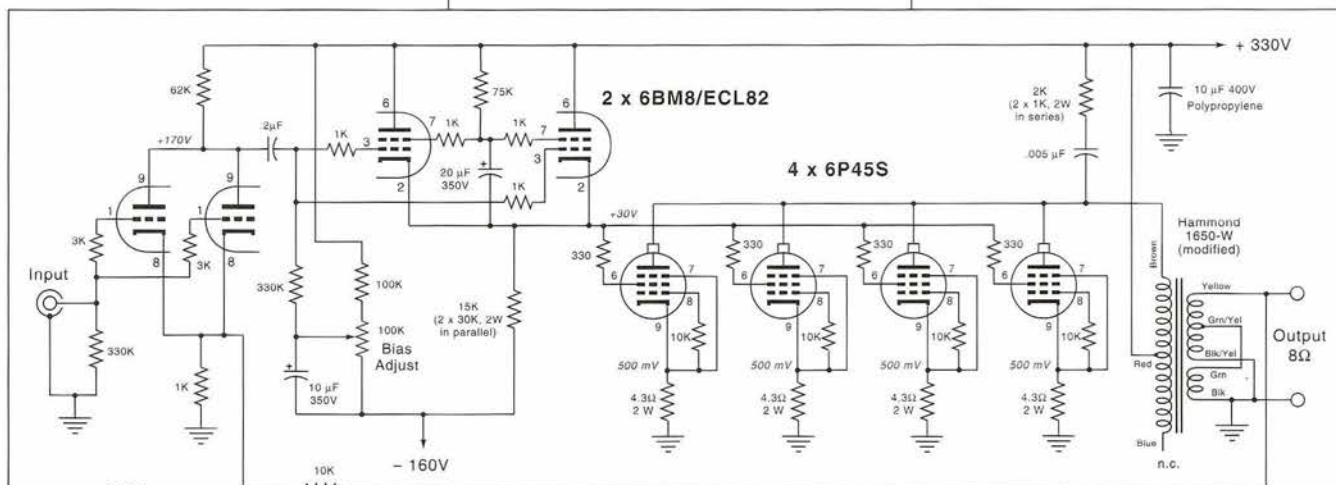 + 330V
62K
6
75K
2 x 6BM8/ECL82
6
2K
(2 x 1K, 2W
in series)
10 µF 400V
Polypropylene
+170V
.2µF
1K
3
7
1K
1K
7
3
.005 µF
9
9
20 µF
350V
+
4 x 6P45S
2
1K
2
1
1
+30V
Hammond
1650-W
(modified)
3K
8
3K
8
330
330
330
330
Brown
Input
6
7
6
7
6
7
6
7
Yellow
330K
100K
15K
(2 x 30K, 2W
in parallel)
8
8
8
8
Grn/Yel
Output
8Ω
330K
100K
Bias
Adjust
9
10K
9
10K
9
10K
9
10K
Red
Blk/Yel
500 mV
500 mV
500 mV
500 mV
Grn
1K
+
10 µF
350V
4.3Ω
2 W
4.3Ω
2 W
4.3Ω
2 W
4.3Ω
2 W
Blk
Blue
n.c.
– 160V
10K